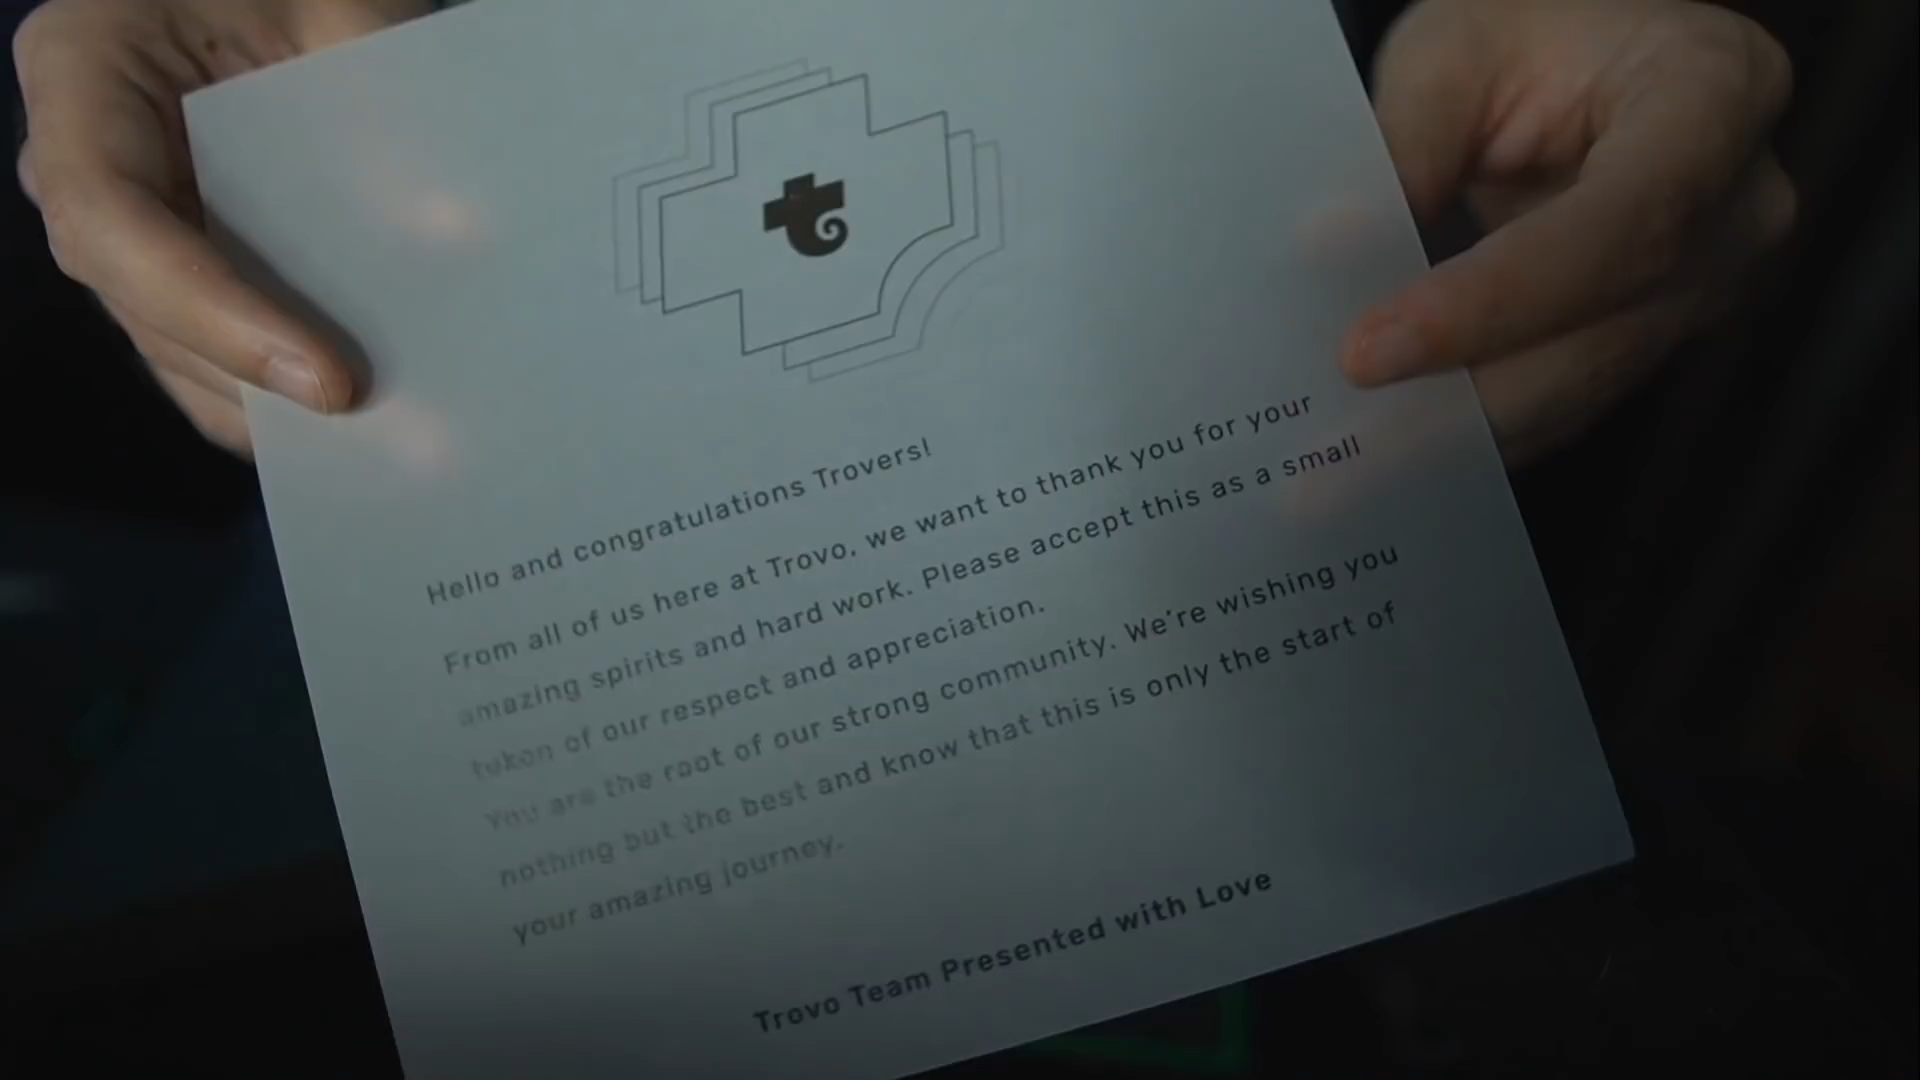 Hello and congratulations Trovers!
From all of us here at Trovo, we want to thank you for your
amazing spirits and hard work. Please accept this as a small
token of our respect and appreciation.
You are the root of our strong community. We're wishing you
nothing but the best and know that this is only the start of
your amazing journey.
Trovo Team Presented with Love